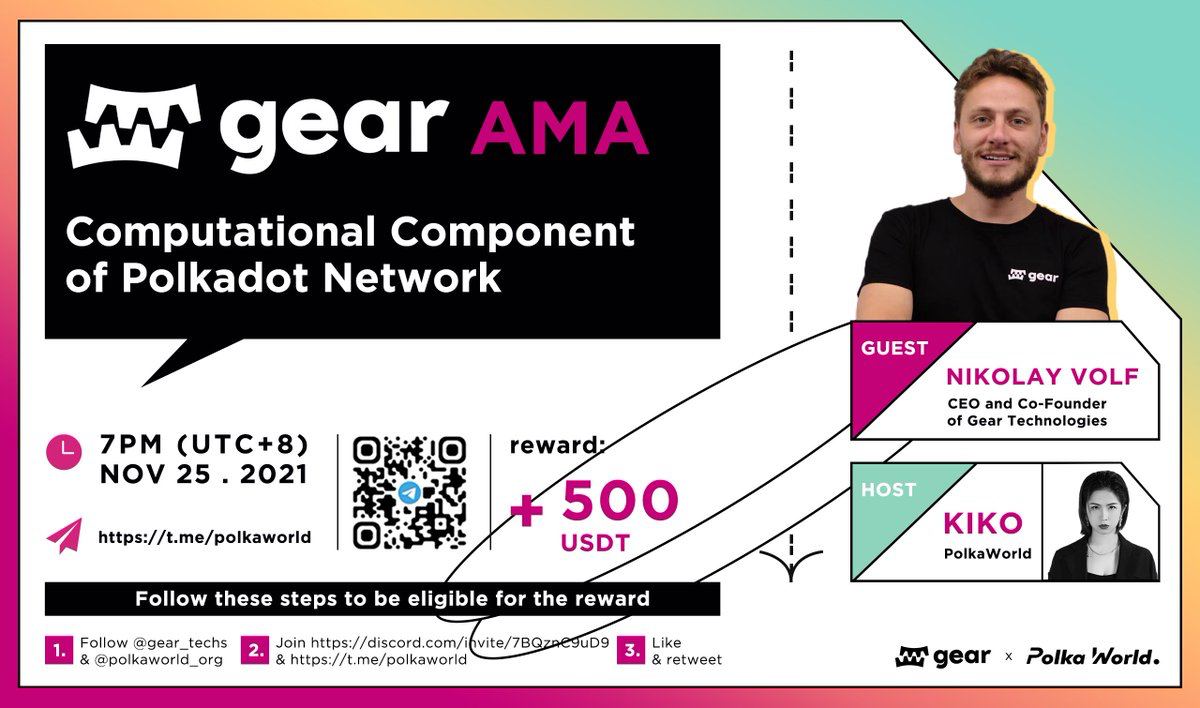 gear AMA
Computational Component
of Polkadot Network
7PM (UTC+8)
NOV 25 . 2021
https://t.me/polkaworld
reward:
+ 500
USDT
Follow these steps to be eligible for the reward
1. Follow @gear_techs
& @polkaworld_org
2. Join https://discord.com/invite/7BQznC9uD9
& https://t.me/polkaworld
3. Like
& retweet
gear
GUEST
NIKOLAY VOLF
CEO and Co-Founder
of Gear Technologies
HOST
KIKO
PolkaWorld
gear x Polka World.